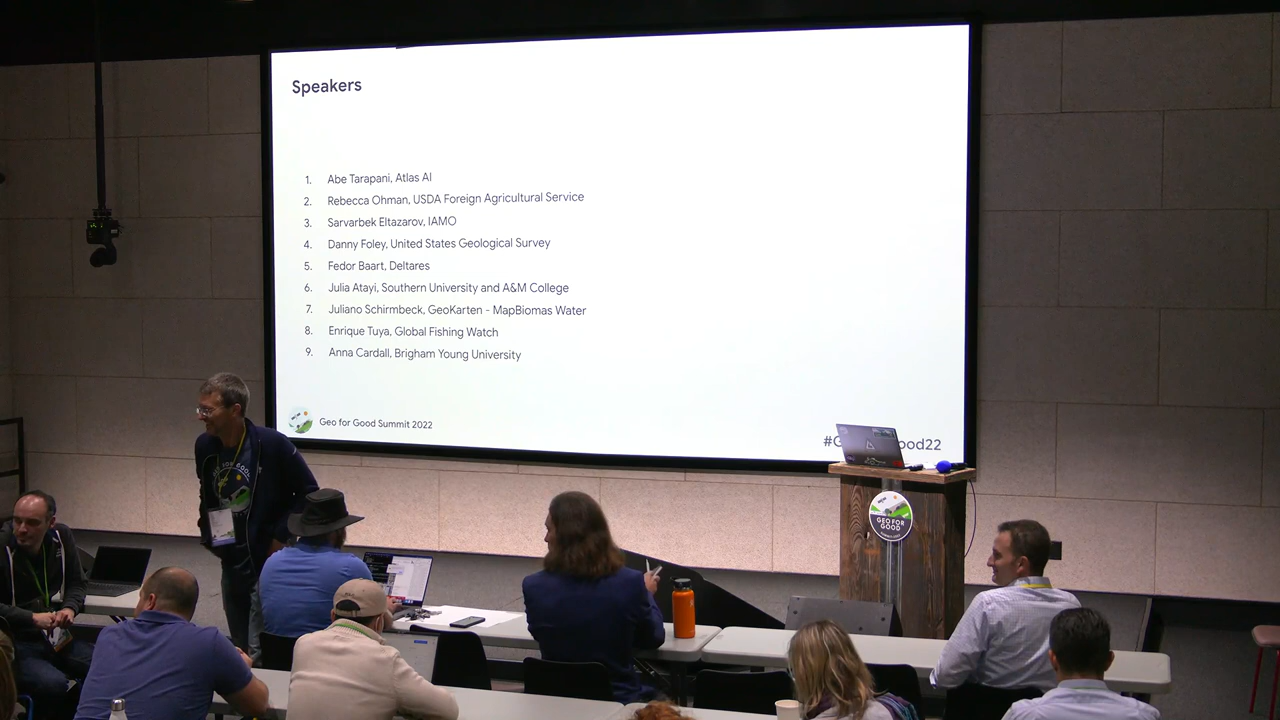 Speakers
1. Abe Tarapani, Atlas AI
2. Rebecca Ohman, USDA Foreign Agricultural Service
3. Sarvarbek Eltazarov, IAMO
4. Danny Foley, United States Geological Survey
5. Fedor Baart, Deltares
6. Julia Atayi, Southern University and A&M College
7. Juliano Schirmbeck, GeoKarten - MapBiomas Water
8. Enrique Tuya, Global Fishing Watch
9. Anna Cardall, Brigham Young University
Geo for Good Summit 2022
GEO FOR
GOOD